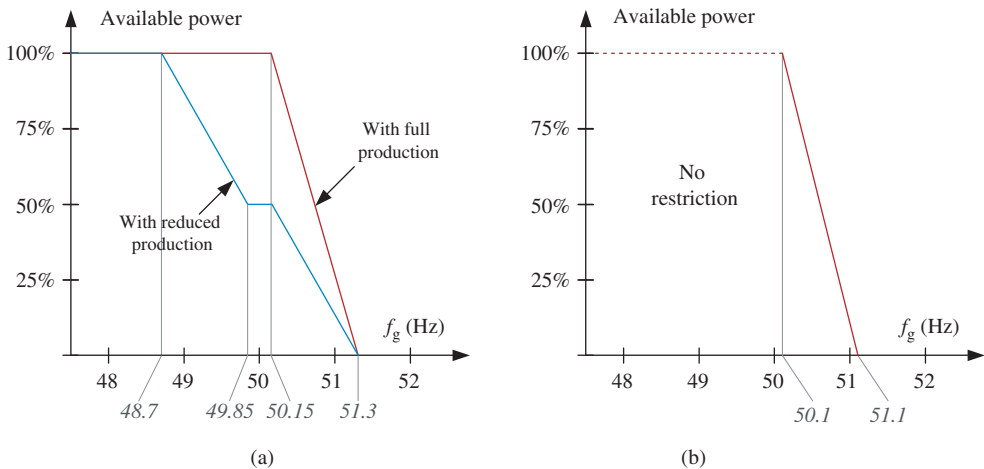 Available power
100%
75%
50%
25%
With full
production
With reduced
production
fg (Hz)
48 49 50 51 52
48.7 49.85 50.15 51.3
(a)
Available power
100%
75%
50%
25%
No
restriction
fg (Hz)
48 49 50 51 52
50.1 51.1
(b)